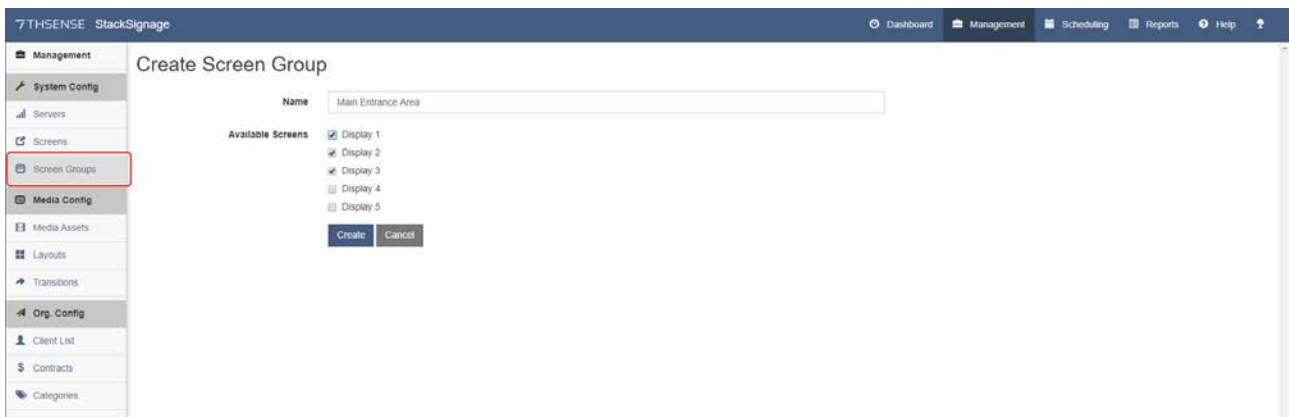 7THSENSE StackSignage
Dashboard Management Scheduling Reports Help
Management
System Config
Servers
Screens
Screen Groups
Media Config
Media Assets
Layouts
Transitions
Org. Config
Client List
Contracts
Categories
Create Screen Group
Name Main Entrance Area
Available Screens Display 1
Display 2
Display 3
Display 4
Display 5
Create Cancel